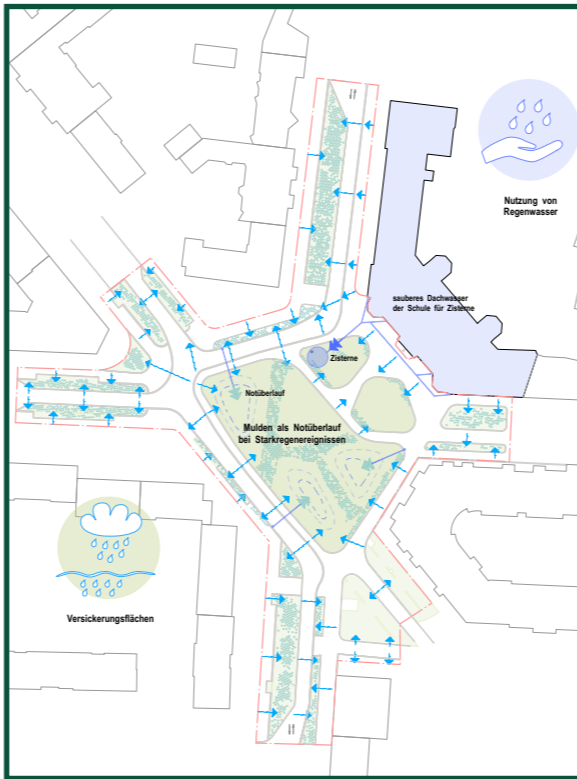 Nutzung von
Regenwasser
sauberes Dachwasser
der Schule für Zisterne
Zisterne
Notüberlauf
Mulden als Notüberlauf
bei Starkregenereignissen
Versickerungsflächen